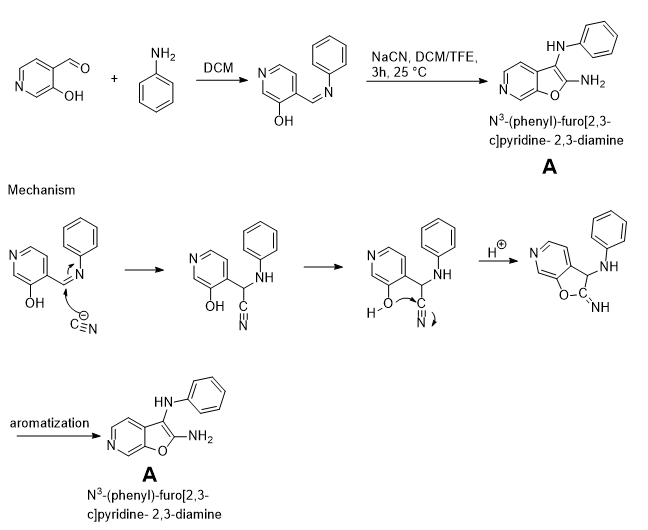 NH2
O
N
OH
+
DCM
N
N
OH
NaCN, DCM/TFE,
3h, 25 °C
HN
NH2
N
O
N3-(phenyl)-furo[2,3-
c]pyridine- 2,3-diamine
A
Mechanism
N
N
OH
C≡N
N
NH
HO
C
N
N
NH
O
H
C
N
H⊕
N
NH
O
C
NH
aromatization
HN
NH2
N
O
A
N3-(phenyl)-furo[2,3-
c]pyridine- 2,3-diamine